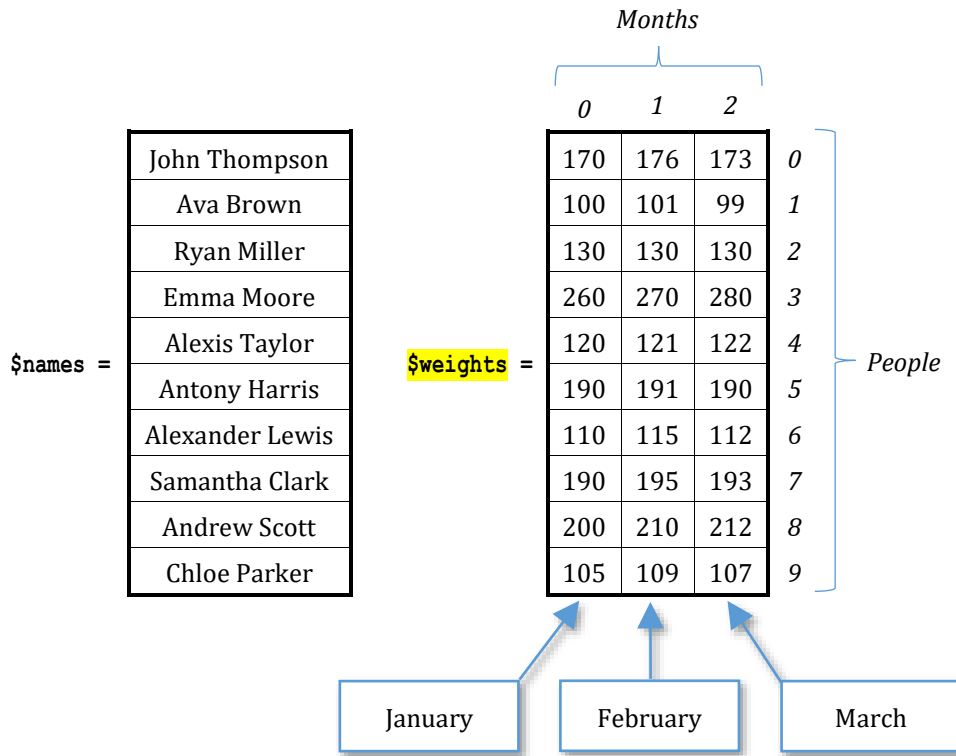 Months
0 1 2
John Thompson 170 176 173 0
Ava Brown 100 101 99 1
Ryan Miller 130 130 130 2
Emma Moore 260 270 280 3
Alexis Taylor 120 121 122 4
$names = $weights = People
Antony Harris 190 191 190 5
Alexander Lewis 110 115 112 6
Samantha Clark 190 195 193 7
Andrew Scott 200 210 212 8
Chloe Parker 105 109 107 9
January February March